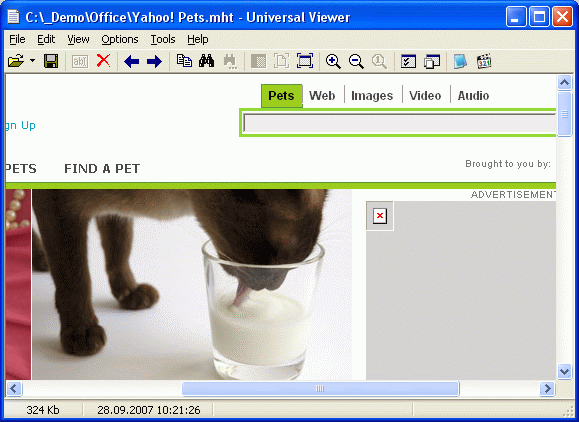 C:\_Demo\Office\Yahoo! Pets.mht - Universal Viewer
File Edit View Options Tools Help
Pets Web Images Video Audio
gn Up
PETS FIND A PET
Brought to you by:
ADVERTISEMENT
324 Kb 28.09.2007 10:21:26